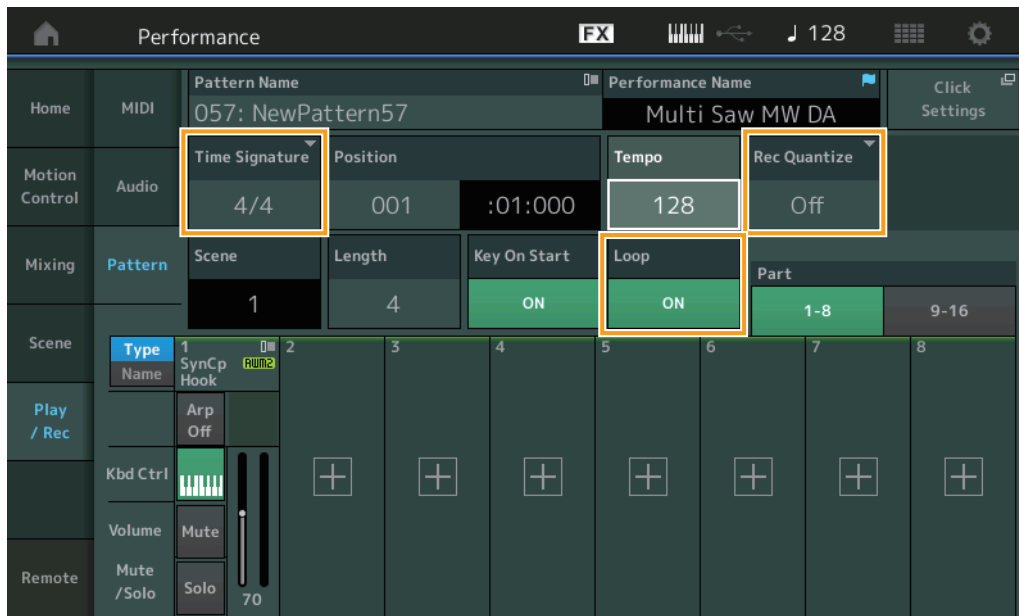 Performance
FX
♩ 128
Home
Motion
Control
Mixing
Scene
Play
/ Rec
Remote
MIDI
Audio
Pattern
Pattern Name
057: NewPattern57
Performance Name
Multi Saw MW DA
Click
Settings
Time Signature
4/4
Position
001
:01:000
Tempo
128
Rec Quantize
Off
Scene
1
Length
4
Key On Start
ON
Loop
ON
Part
1-8
9-16
Type
Name
1
SynCp
Hook
AWM2
2
3
4
5
6
7
8
Arp
Off
Kbd Ctrl
Volume
Mute
Mute
/Solo
Solo
70